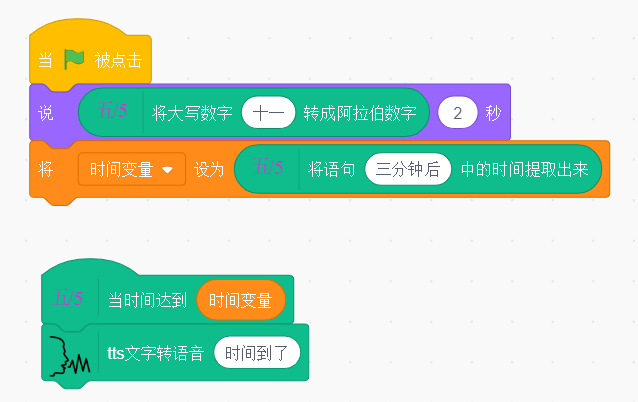 当 被点击
说 五/5 将大写数字 十一 转成阿拉伯数字 2 秒
将 时间变量 设为 五/5 将语句 三分钟后 中的时间提取出来
五/5 当时间达到 时间变量
tts文字转语音 时间到了